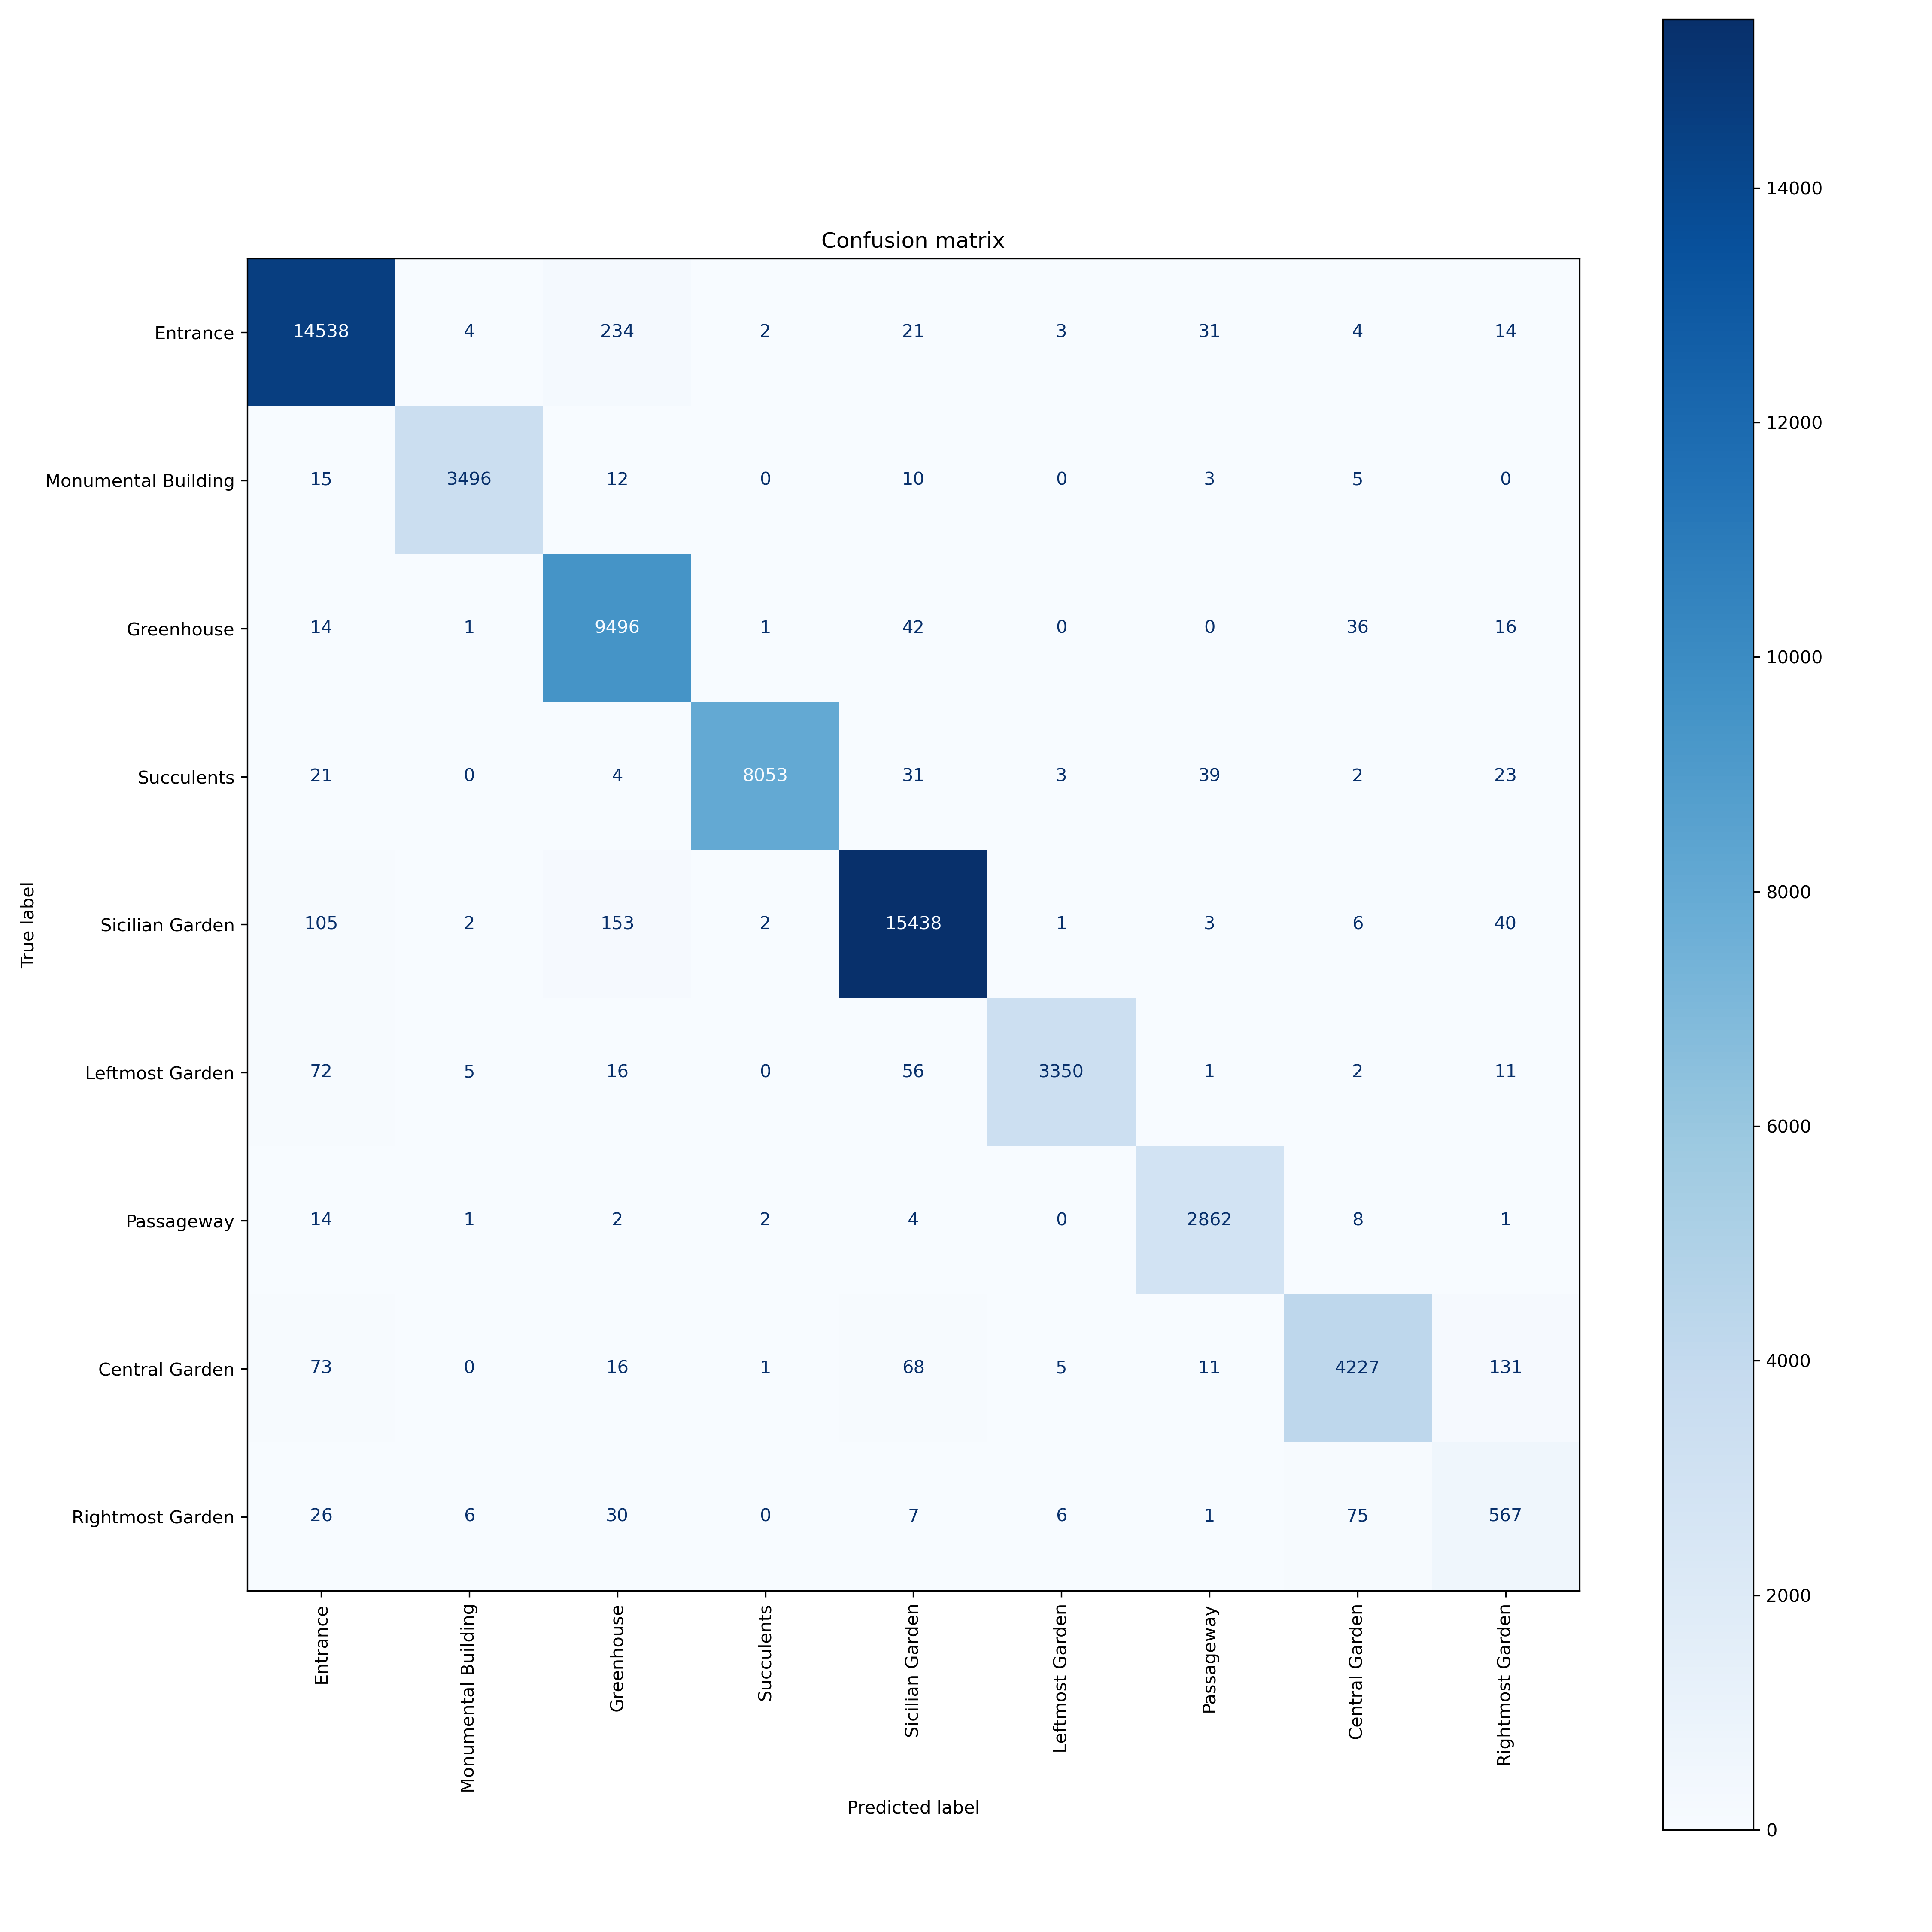 Confusion matrix
Entrance 14538 4 234 2 21 3 31 4 14
Monumental Building 15 3496 12 0 10 0 3 5 0
Greenhouse 14 1 9496 1 42 0 0 36 16
Succulents 21 0 4 8053 31 3 39 2 23
Sicilian Garden 105 2 153 2 15438 1 3 6 40
Leftmost Garden 72 5 16 0 56 3350 1 2 11
Passageway 14 1 2 2 4 0 2862 8 1
Central Garden 73 0 16 1 68 5 11 4227 131
Rightmost Garden 26 6 30 0 7 6 1 75 567
True label
Entrance
Monumental Building
Greenhouse
Succulents
Sicilian Garden
Leftmost Garden
Passageway
Central Garden
Rightmost Garden
Predicted label
14000
12000
10000
8000
6000
4000
2000
0